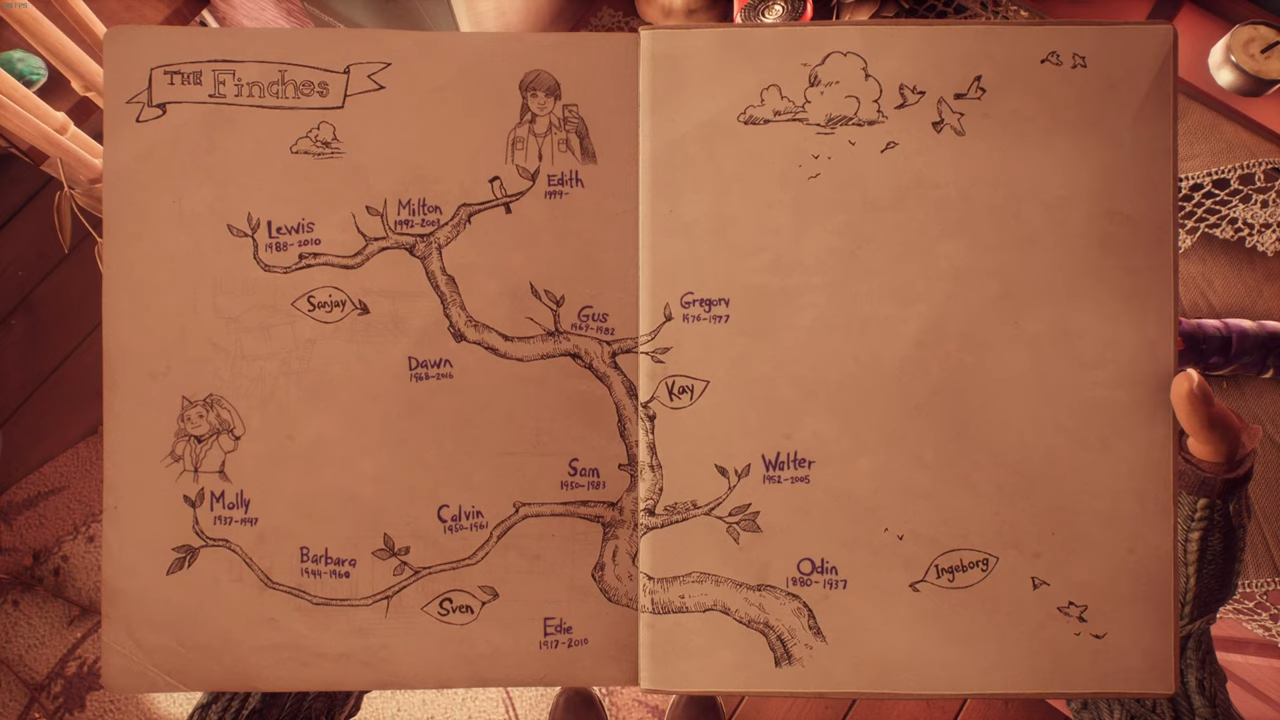 THE Finches
Edith
1999-
Milton
1992-2003
Lewis
1988-2010
Sanjay
Gregory
1976-1977
Gus
1969-1982
Dawn
1968-2016
Kay
Sam
1950-1983
Walter
1952-2005
Molly
1937-1947
Calvin
1950-1961
Barbara
1944-1960
Sven
Odin
1880-1937
Ingeborg
Edie
1917-2010